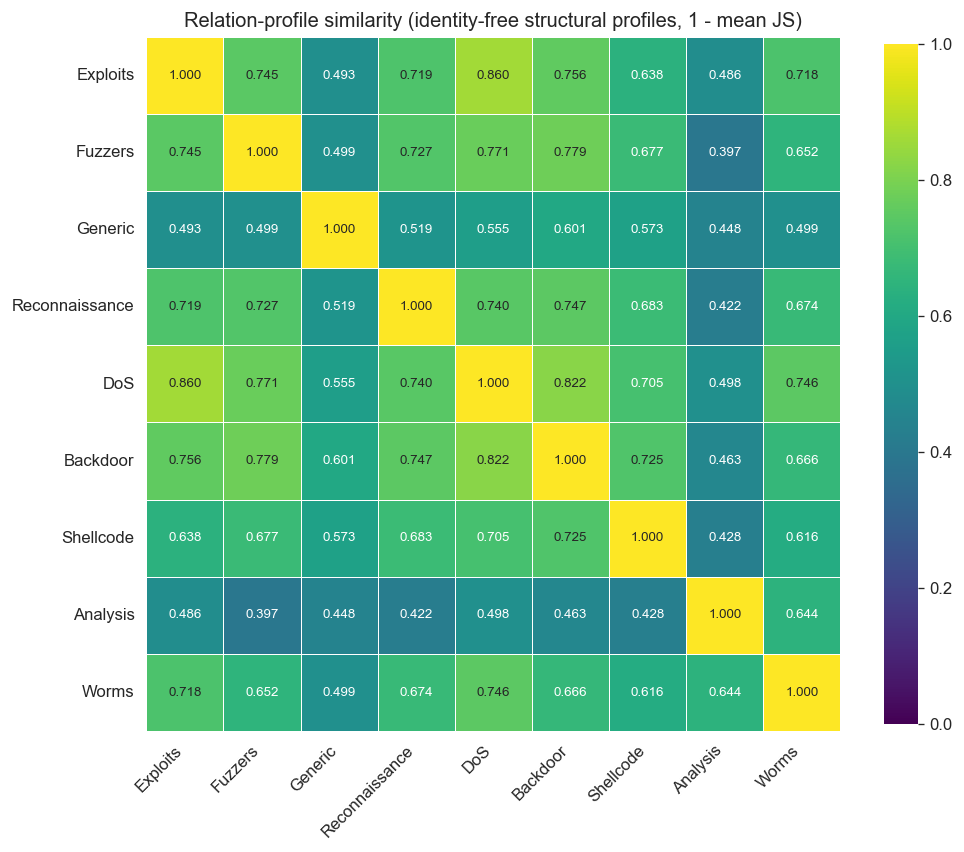 Relation-profile similarity (identity-free structural profiles, 1 - mean JS)
Exploits 1.000 0.745 0.493 0.719 0.860 0.756 0.638 0.486 0.718
Fuzzers 0.745 1.000 0.499 0.727 0.771 0.779 0.677 0.397 0.652
Generic 0.493 0.499 1.000 0.519 0.555 0.601 0.573 0.448 0.499
Reconnaissance 0.719 0.727 0.519 1.000 0.740 0.747 0.683 0.422 0.674
DoS 0.860 0.771 0.555 0.740 1.000 0.822 0.705 0.498 0.746
Backdoor 0.756 0.779 0.601 0.747 0.822 1.000 0.725 0.463 0.666
Shellcode 0.638 0.677 0.573 0.683 0.705 0.725 1.000 0.428 0.616
Analysis 0.486 0.397 0.448 0.422 0.498 0.463 0.428 1.000 0.644
Worms 0.718 0.652 0.499 0.674 0.746 0.666 0.616 0.644 1.000
Exploits Fuzzers Generic Reconnaissance DoS Backdoor Shellcode Analysis Worms
1.0
0.8
0.6
0.4
0.2
0.0